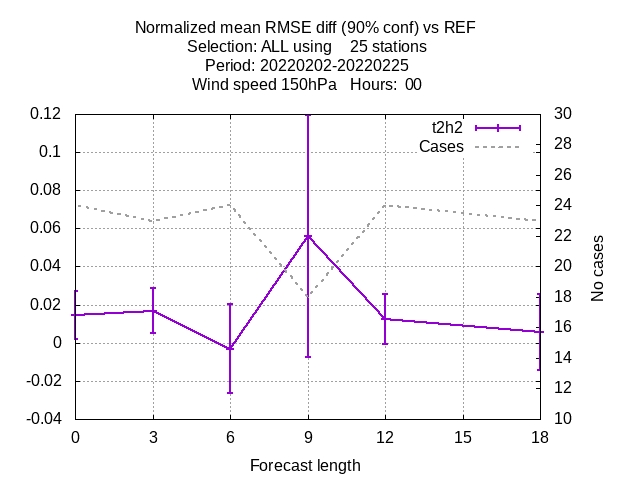 Normalized mean RMSE diff (90% conf) vs REF
Selection: ALL using    25 stations
Period: 20220202-20220225
Wind speed 150hPa   Hours:  00
0.12
0.1
0.08
0.06
0.04
0.02
0
-0.02
-0.04
t2h2
Cases
30
28
26
24
22
20
18
16
14
12
10
No cases
0 3 6 9 12 15 18
Forecast length